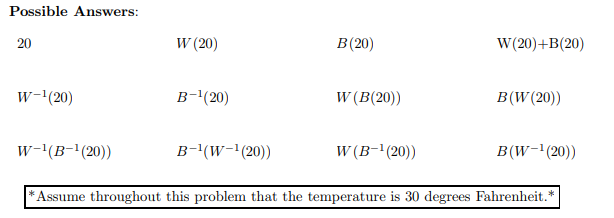 Possible Answers:
20 W(20) B(20) W(20)+B(20)
W⁻¹(20) B⁻¹(20) W(B(20)) B(W(20))
W⁻¹(B⁻¹(20)) B⁻¹(W⁻¹(20)) W(B⁻¹(20)) B(W⁻¹(20))
*Assume throughout this problem that the temperature is 30 degrees Fahrenheit.*